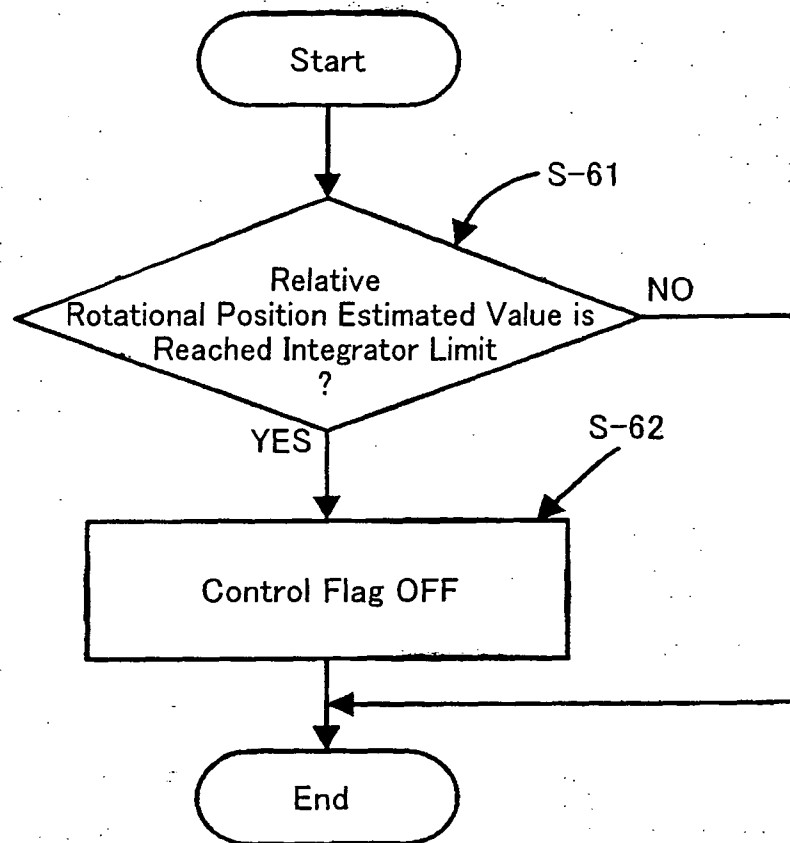 Start
S-61
Relative
Rotational Position Estimated Value is
Reached Integrator Limit
?
NO
YES
S-62
Control Flag OFF
End